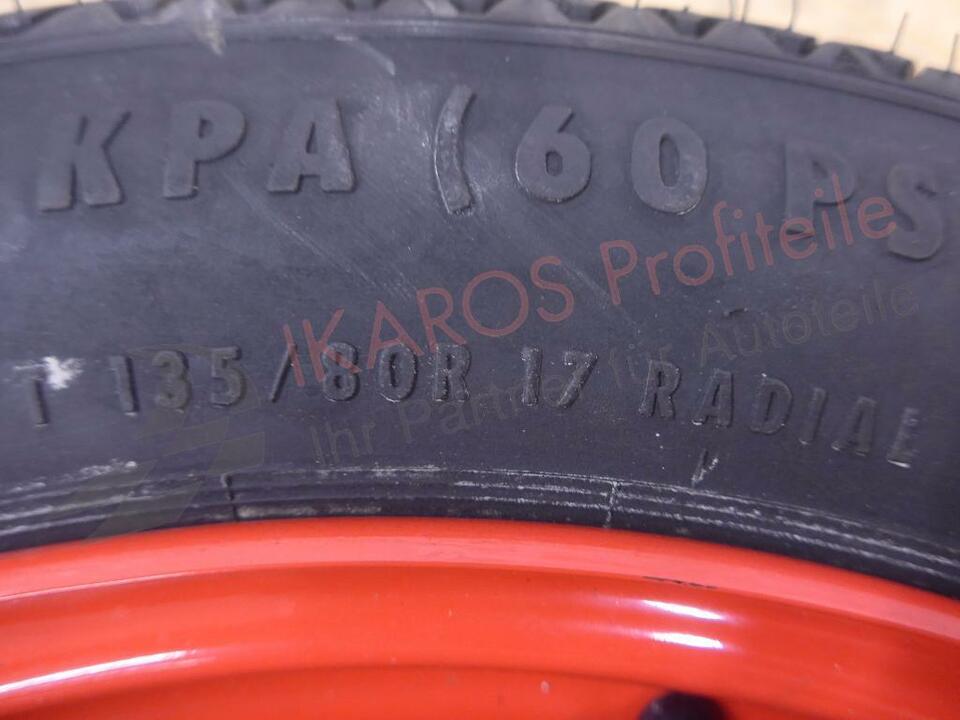 KPA (60 PS
IKAROS Profiteile
Ihr Partner für Autoteile
T 135/80R 17 RADIAL